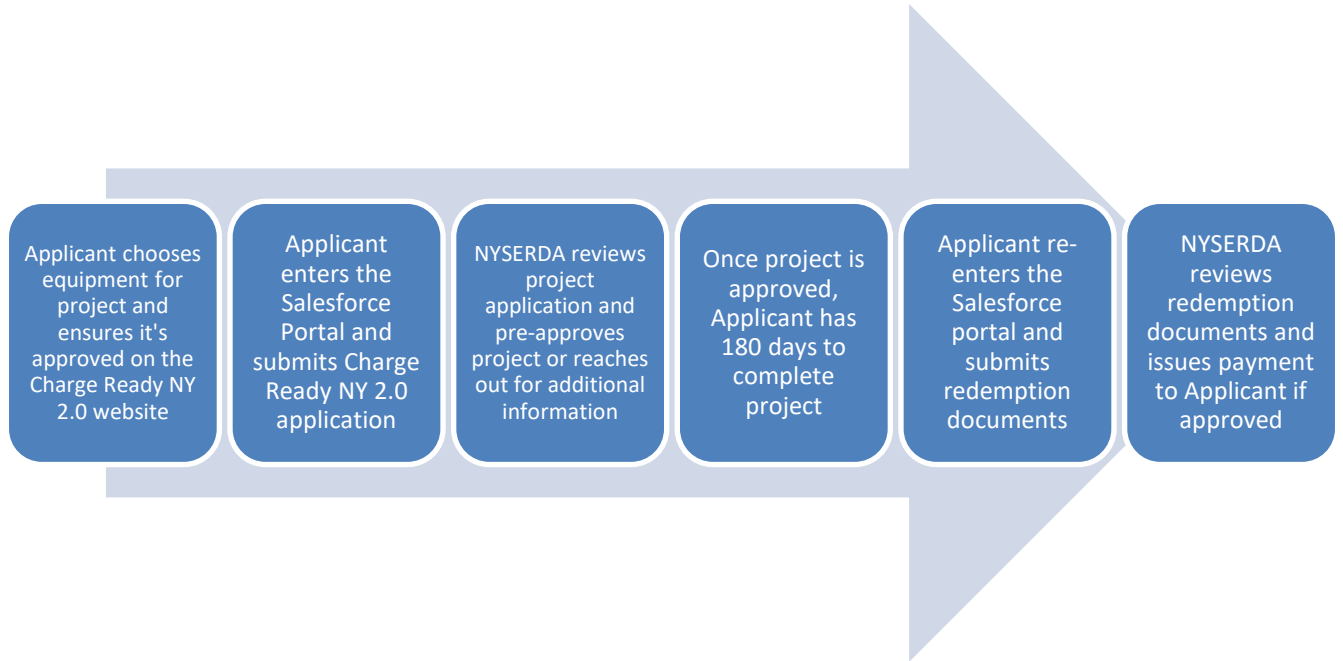 Applicant chooses
equipment for
project and
ensures it's
approved on the
Charge Ready NY
2.0 website
Applicant
enters the
Salesforce
Portal and
submits Charge
Ready NY 2.0
application
NYSERDA reviews
project
application and
pre-approves
project or reaches
out for additional
information
Once project is
approved,
Applicant has
180 days to
complete
project
Applicant re-
enters the
Salesforce
portal and
submits
redemption
documents
NYSERDA
reviews
redemption
documents and
issues payment
to Applicant if
approved